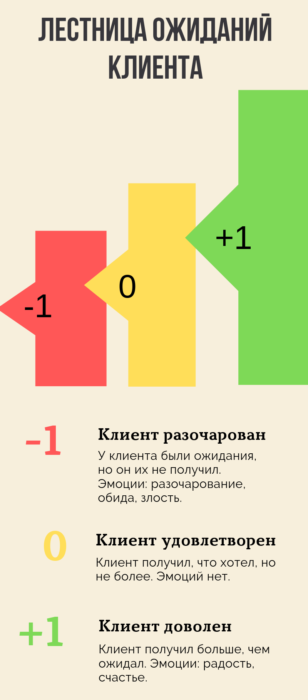 ЛЕСТНИЦА ОЖИДАНИЙ
КЛИЕНТА
+1
0
-1
-1
Клиент разочарован
У клиента были ожидания,
но он их не получил.
Эмоции: разочарование,
обида, злость.
0
Клиент удовлетворен
Клиент получил, что хотел, но
не более. Эмоций нет.
+1
Клиент доволен
Клиент получил больше, чем
ожидал. Эмоции: радость,
счастье.